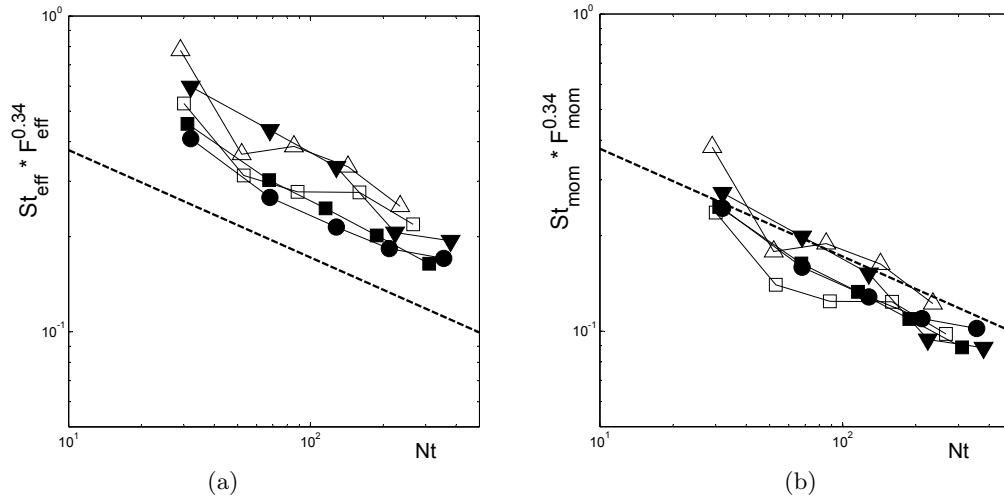 10^0
10^-1
10^1
10^2
Nt
St_eff * F_eff^0.34
(a)
10^0
10^-1
10^1
10^2
Nt
St_mom * F_mom^0.34
(b)